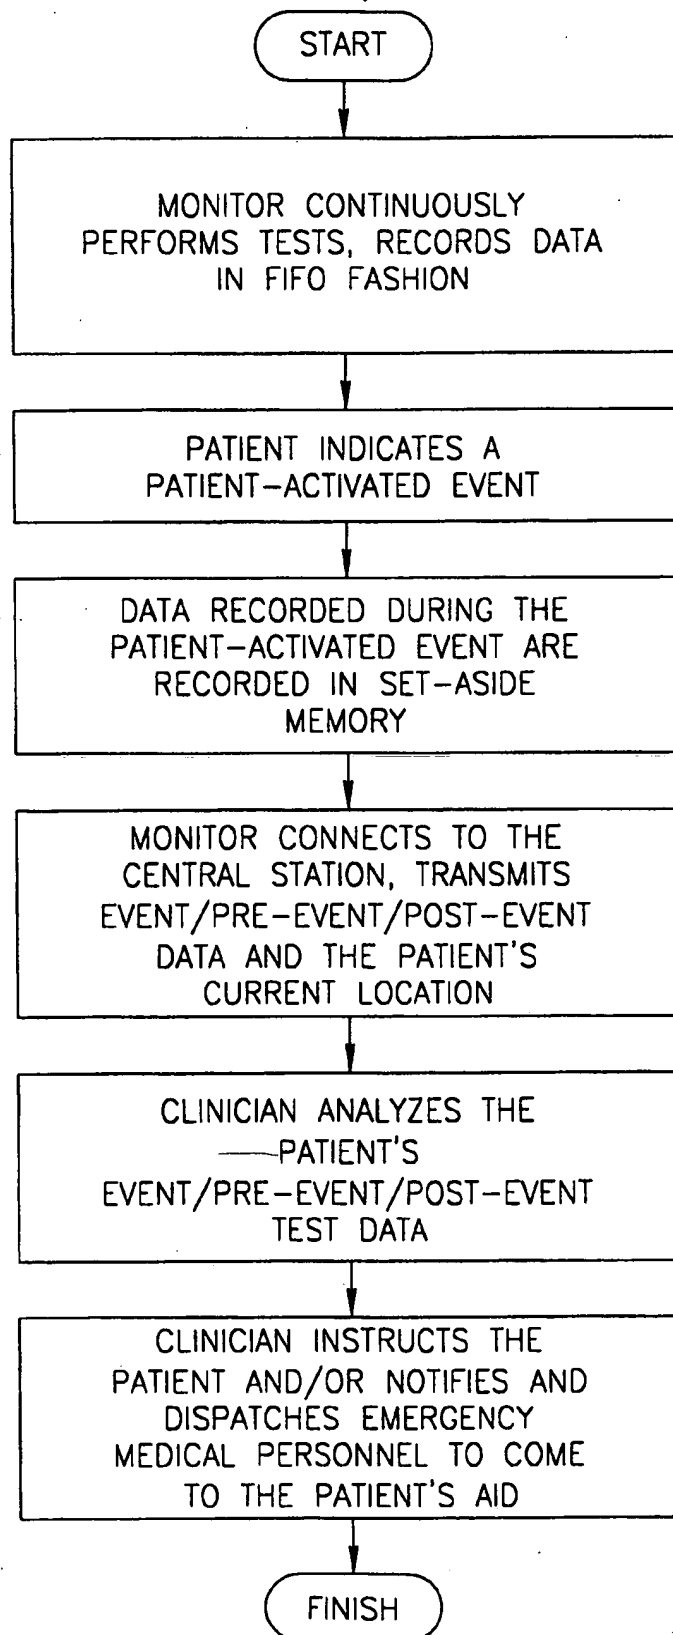 START
MONITOR CONTINUOUSLY
PERFORMS TESTS, RECORDS DATA
IN FIFO FASHION
PATIENT INDICATES A
PATIENT-ACTIVATED EVENT
DATA RECORDED DURING THE
PATIENT-ACTIVATED EVENT ARE
RECORDED IN SET-ASIDE
MEMORY
MONITOR CONNECTS TO THE
CENTRAL STATION, TRANSMITS
EVENT/PRE-EVENT/POST-EVENT
DATA AND THE PATIENT'S
CURRENT LOCATION
CLINICIAN ANALYZES THE
PATIENT'S
EVENT/PRE-EVENT/POST-EVENT
TEST DATA
CLINICIAN INSTRUCTS THE
PATIENT AND/OR NOTIFIES AND
DISPATCHES EMERGENCY
MEDICAL PERSONNEL TO COME
TO THE PATIENT'S AID
FINISH